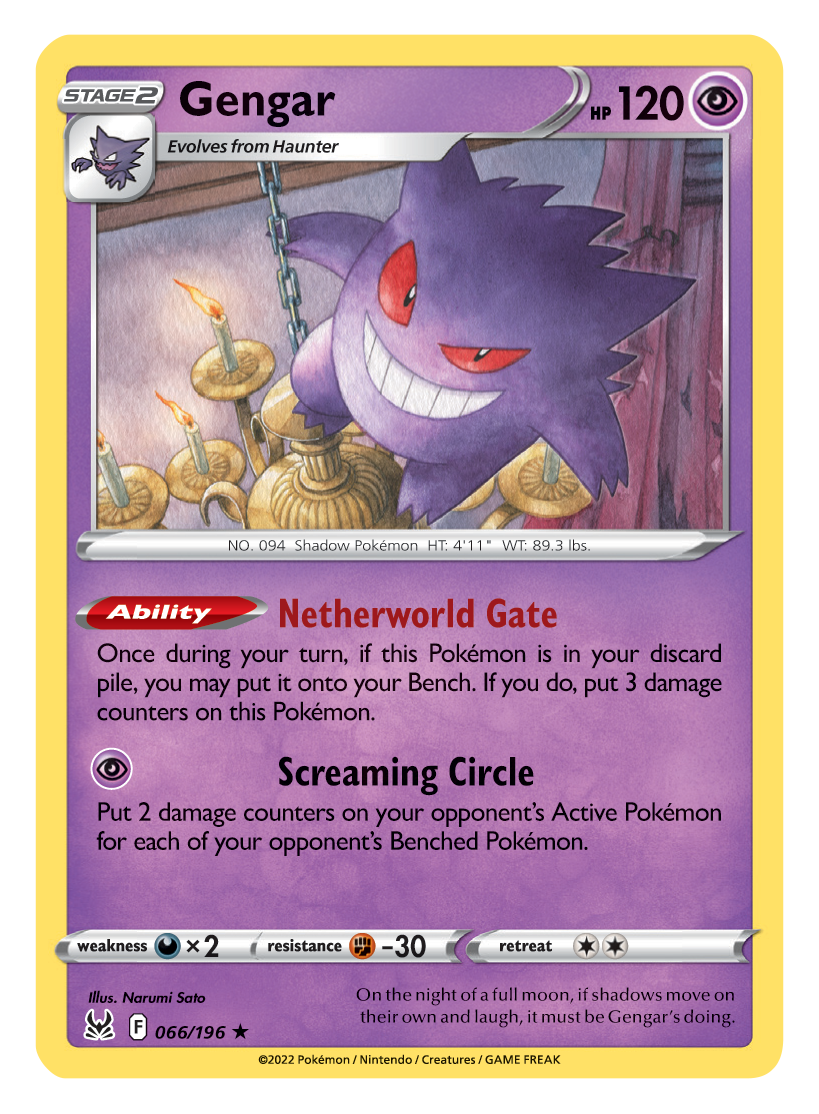 STAGE 2 Gengar HP 120
Evolves from Haunter
NO. 094 Shadow Pokémon HT: 4'11" WT: 89.3 lbs.
Ability Netherworld Gate
Once during your turn, if this Pokémon is in your discard
pile, you may put it onto your Bench. If you do, put 3 damage
counters on this Pokémon.
Screaming Circle
Put 2 damage counters on your opponent's Active Pokémon
for each of your opponent's Benched Pokémon.
weakness ×2 resistance -30 retreat
Illus. Narumi Sato
On the night of a full moon, if shadows move on
their own and laugh, it must be Gengar's doing.
F 066/196 ★
©2022 Pokémon / Nintendo / Creatures / GAME FREAK